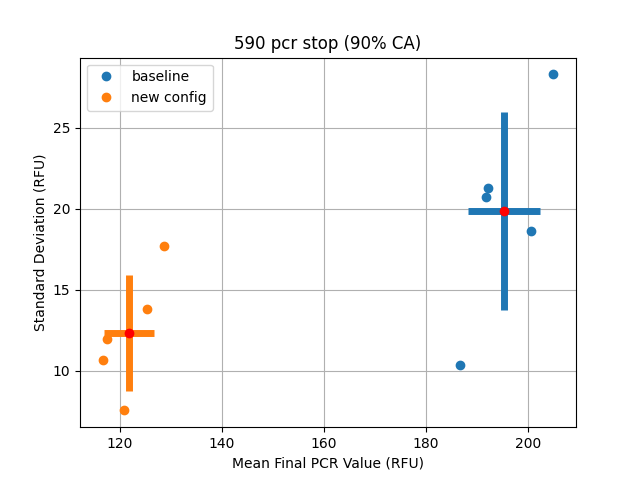 590 pcr stop (90% CA)
baseline
new config
Standard Deviation (RFU)
25
20
15
10
120 140 160 180 200
Mean Final PCR Value (RFU)